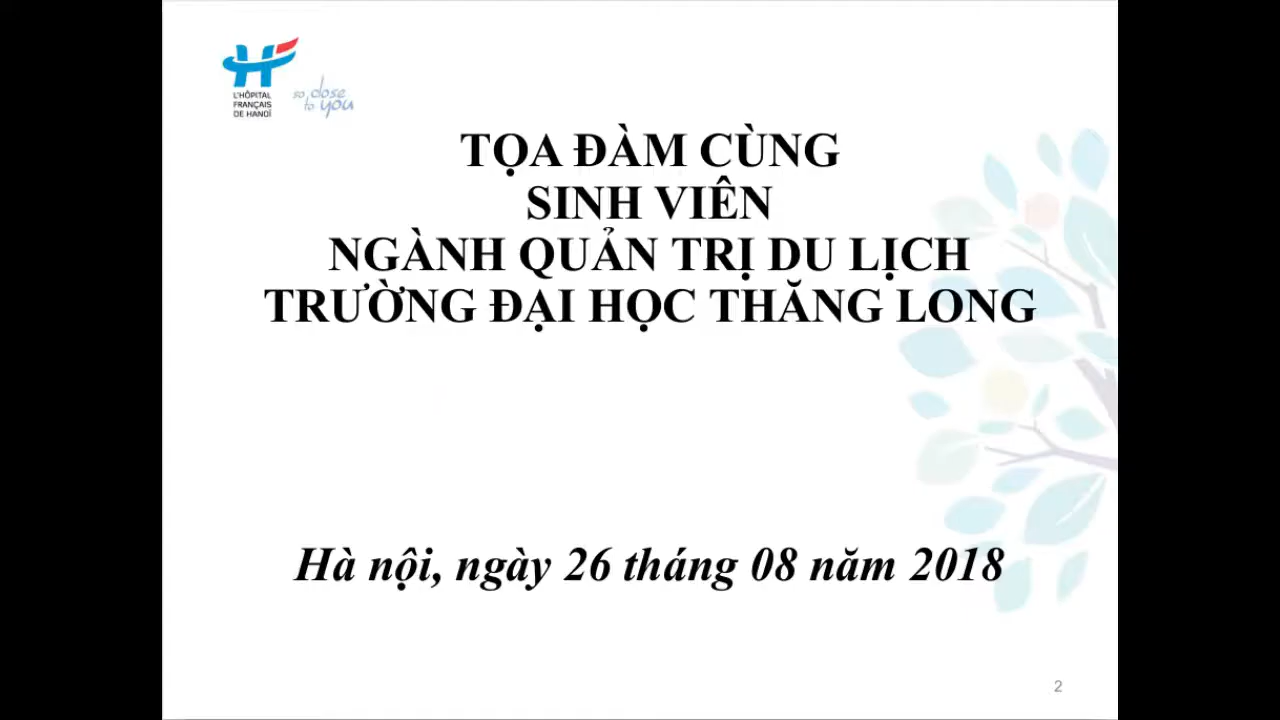 L'HÔPITAL
FRANÇAIS
DE HANOÏ
so close
to you
TỌA ĐÀM CÙNG
SINH VIÊN
NGÀNH QUẢN TRỊ DU LỊCH
TRƯỜNG ĐẠI HỌC THĂNG LONG
Hà nội, ngày 26 tháng 08 năm 2018
2